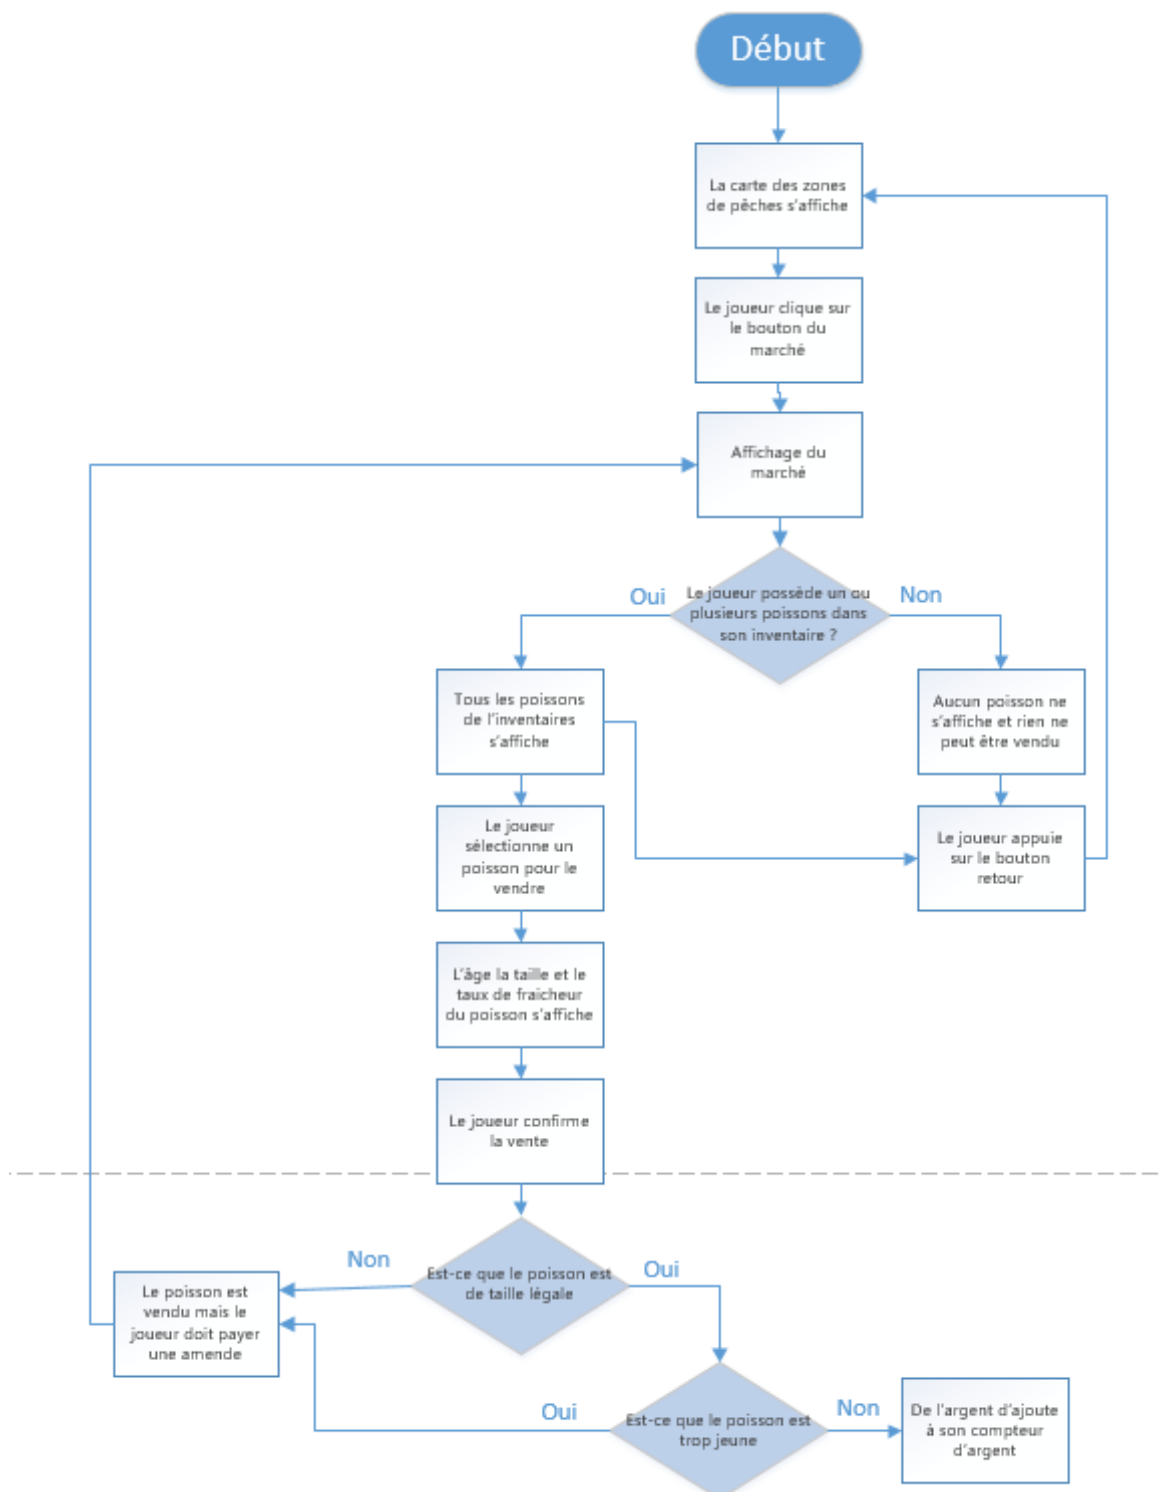 Début
La carte des zones
de pêches s'affiche
Le joueur clique sur
le bouton du
marché
Affichage du
marché
Le joueur possède un ou
plusieurs poissons dans
son inventaire ?
Oui
Non
Tous les poissons
de l'inventaires
s'affiche
Aucun poisson ne
s'affiche et rien ne
peut être vendu
Le joueur
sélectionne un
poisson pour le
vendre
Le joueur appuie
sur le bouton
retour
L'âge la taille et le
taux de fraicheur
du poisson s'affiche
Le joueur confirme
la vente
Est-ce que le poisson est
de taille légale
Non
Oui
Le poisson est
vendu mais le
joueur doit payer
une amende
Est-ce que le poisson est
trop jeune
Oui
Non
De l'argent d'ajoute
à son compteur
d'argent